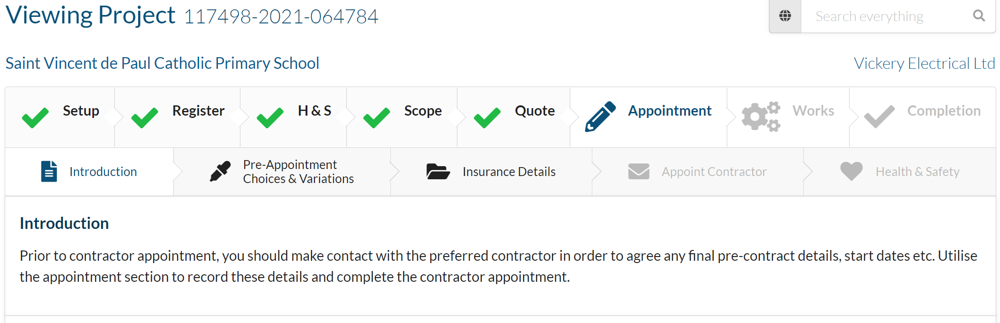 Viewing Project 117498-2021-064784
Search everything
Saint Vincent de Paul Catholic Primary School
Vickery Electrical Ltd
Setup
Register
H & S
Scope
Quote
Appointment
Works
Completion
Introduction
Pre-Appointment
Choices & Variations
Insurance Details
Appoint Contractor
Health & Safety
Introduction
Prior to contractor appointment, you should make contact with the preferred contractor in order to agree any final pre-contract details, start dates etc. Utilise
the appointment section to record these details and complete the contractor appointment.